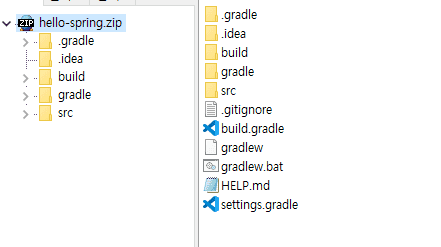 ZIP hello-spring.zip
.gradle
.idea
build
gradle
src
.gradle
.idea
build
gradle
src
.gitignore
build.gradle
gradlew
gradlew.bat
HELP.md
settings.gradle